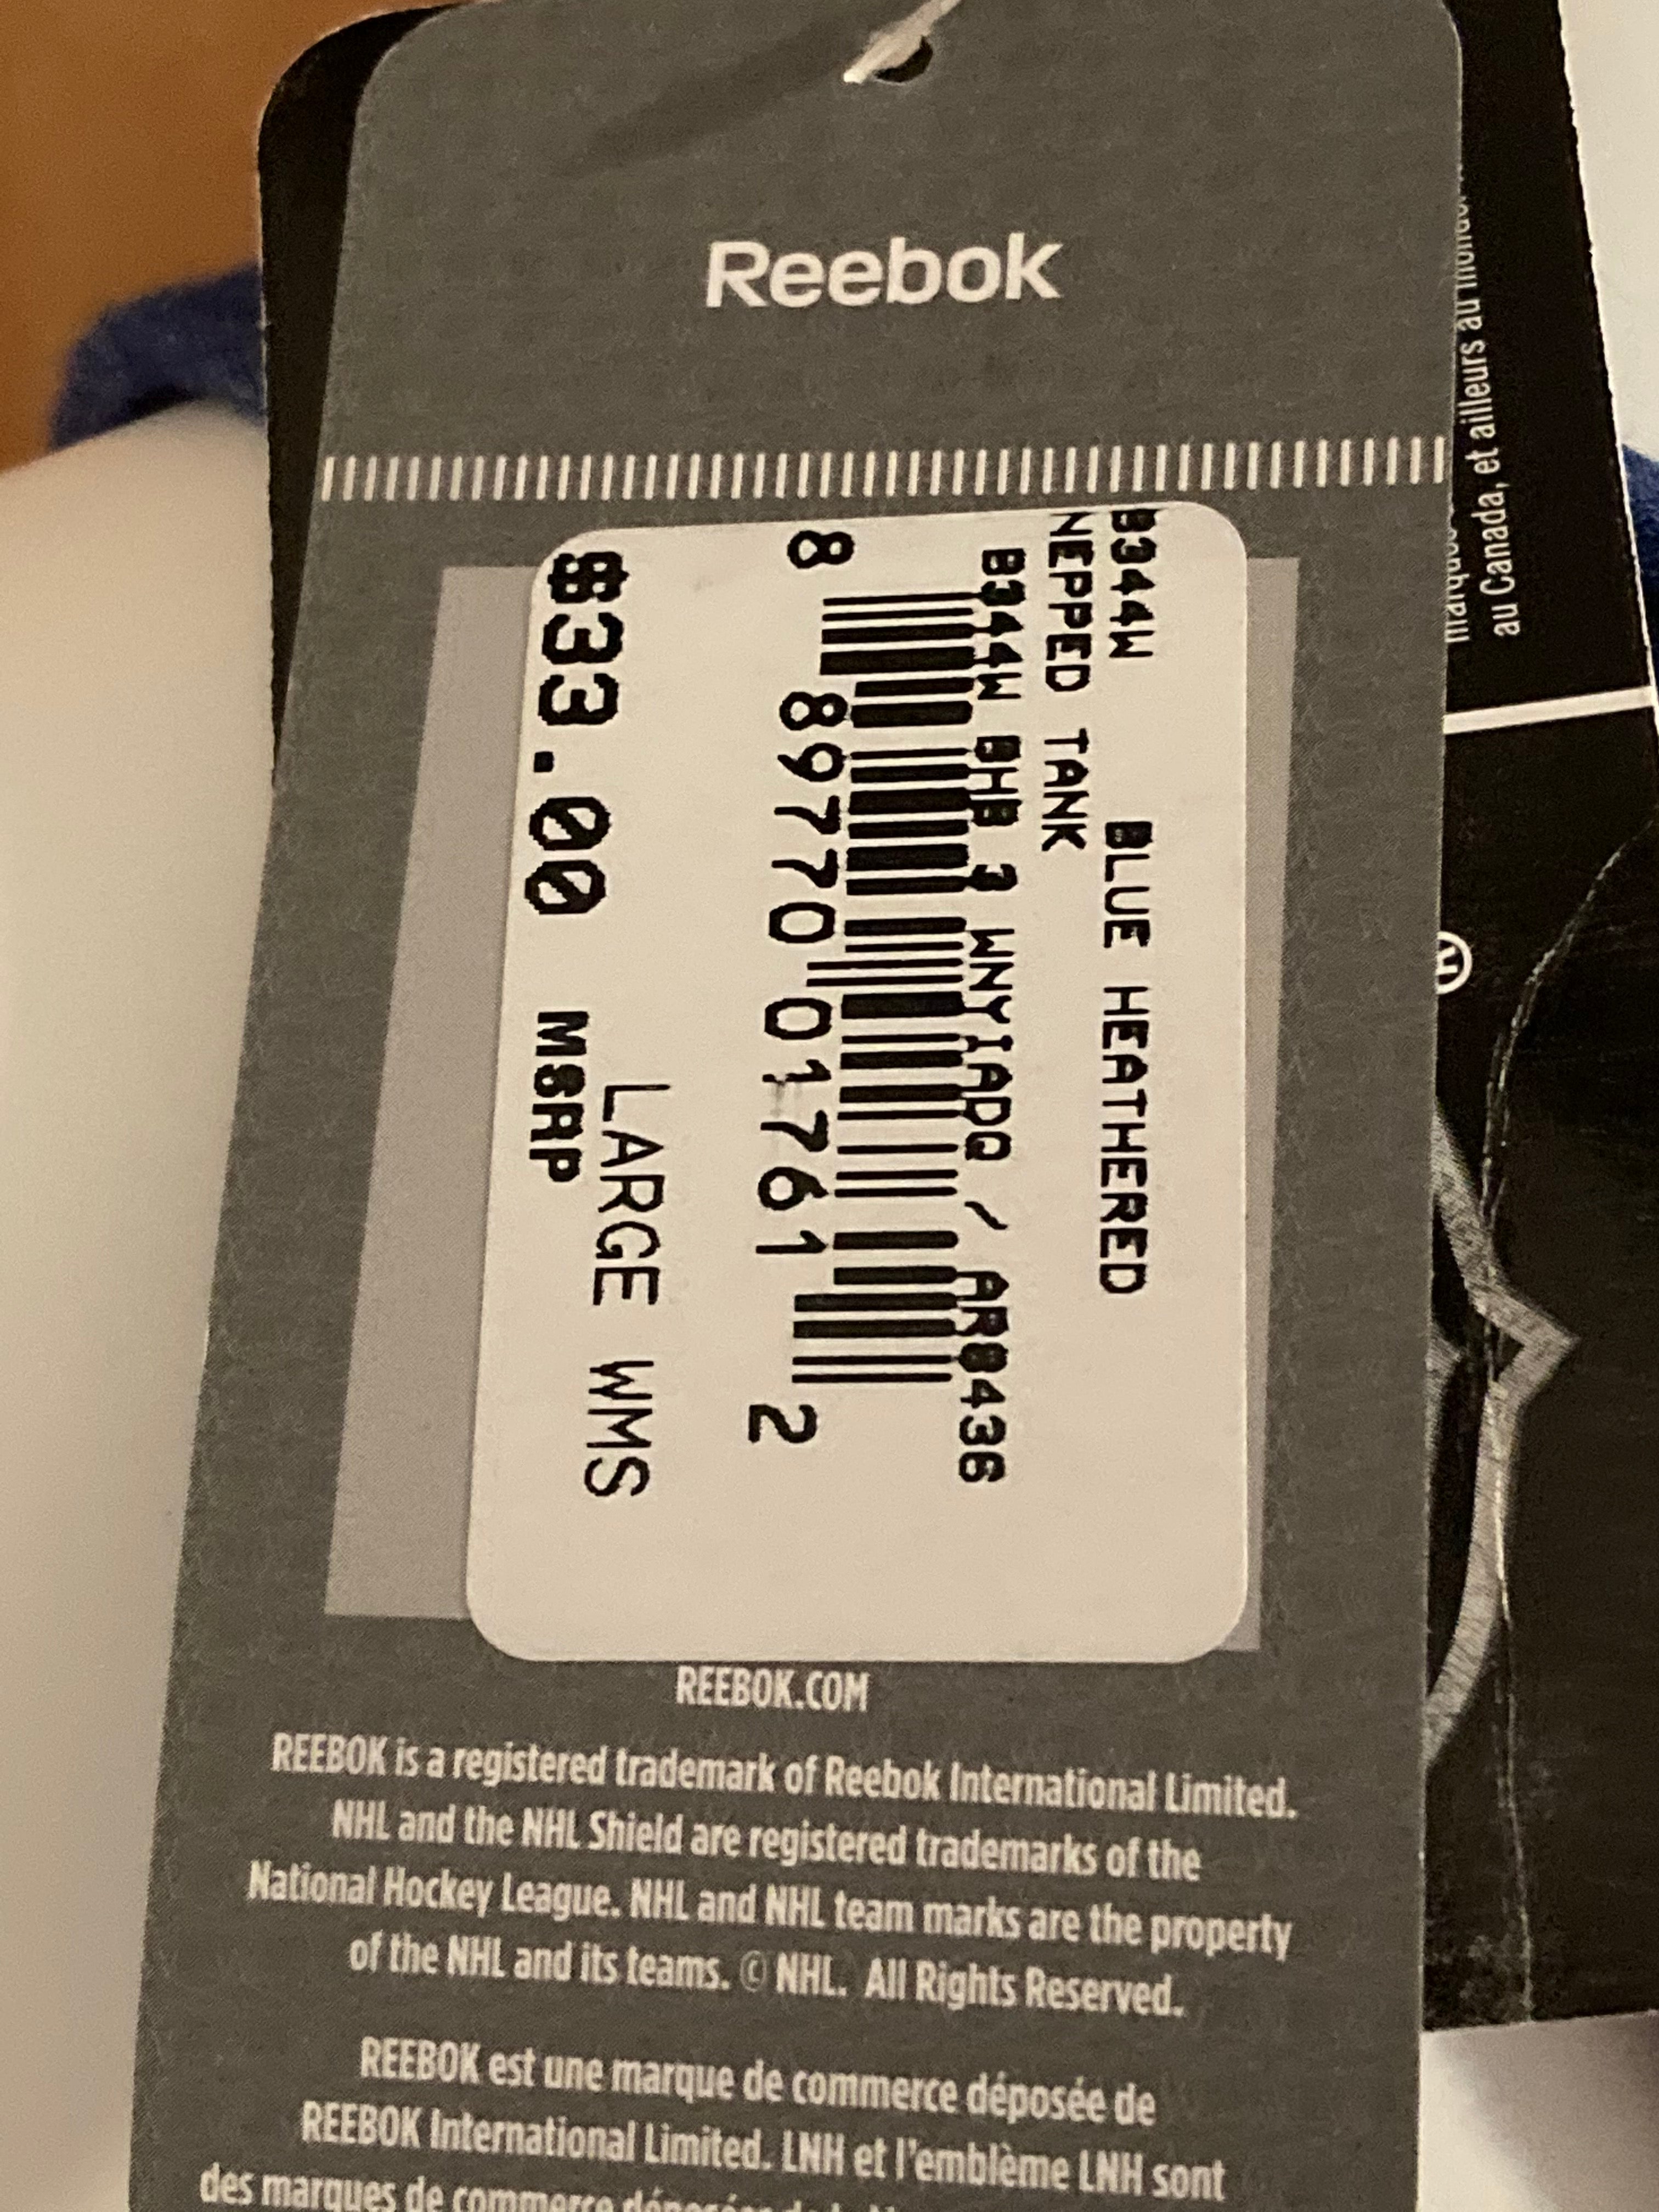 Reebok
B344W BLUE HEATHERED
NEPPED TANK
B344W BHB 3 WNYIADQ / AR8436
8 89770 01761 2
LARGE WMS
$33.00 MSRP
REEBOK.COM
REEBOK is a registered trademark of Reebok International Limited.
NHL and the NHL Shield are registered trademarks of the
National Hockey League. NHL and NHL team marks are the property
of the NHL and its teams. © NHL. All Rights Reserved.
REEBOK est une marque de commerce déposée de
REEBOK International Limited. LNH et l'emblème LNH sont
des marques de commerce
au Canada, et ailleurs au
®